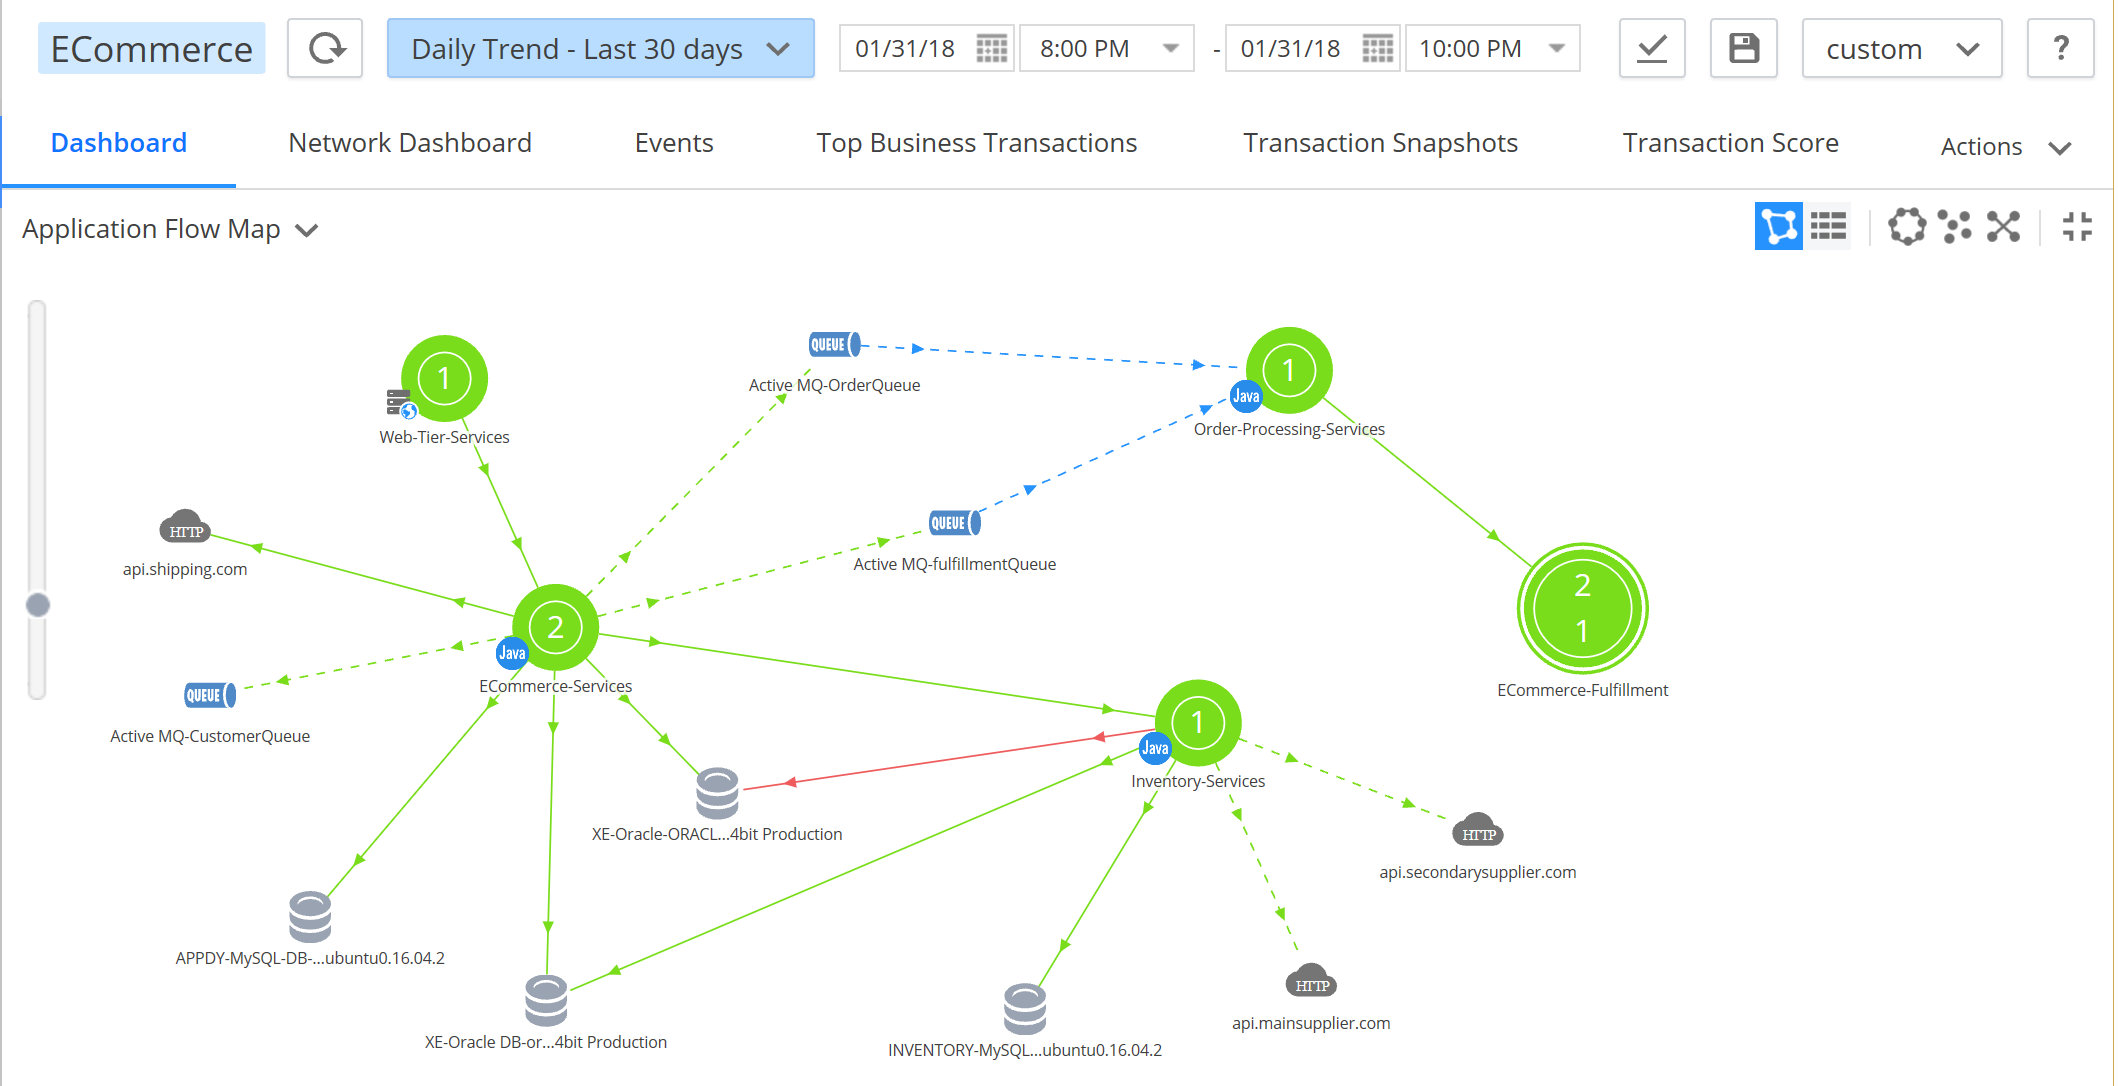 ECommerce
Daily Trend - Last 30 days
01/31/18
8:00 PM
-
01/31/18
10:00 PM
custom
?
Dashboard
Network Dashboard
Events
Top Business Transactions
Transaction Snapshots
Transaction Score
Actions
Application Flow Map
1
Web-Tier-Services
QUEUE
Active MQ-OrderQueue
1
Java
Order-Processing-Services
HTTP
api.shipping.com
QUEUE
Active MQ-fulfillmentQueue
2
1
ECommerce-Fulfillment
2
Java
ECommerce-Services
QUEUE
Active MQ-CustomerQueue
1
Java
Inventory-Services
XE-Oracle-ORACL...4bit Production
HTTP
api.secondarysupplier.com
APPDY-MySQL-DB-...ubuntu0.16.04.2
XE-Oracle DB-or...4bit Production
INVENTORY-MySQL...ubuntu0.16.04.2
HTTP
api.mainsupplier.com